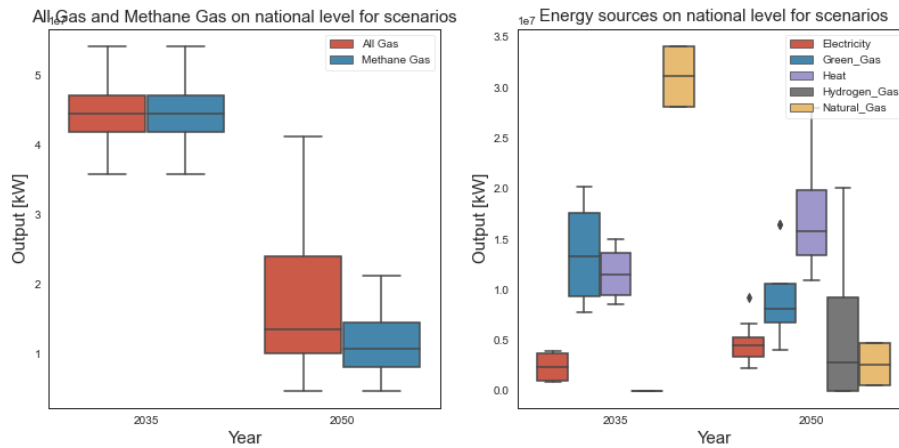 All Gas and Methane Gas on national level for scenarios
1e7
All Gas
Methane Gas
5
4
3
2
1
Output [kW]
2035
2050
Year
Energy sources on national level for scenarios
1e7
Electricity
Green_Gas
Heat
Hydrogen_Gas
Natural_Gas
3.5
3.0
2.5
2.0
1.5
1.0
0.5
0.0
Output [kW]
2035
2050
Year